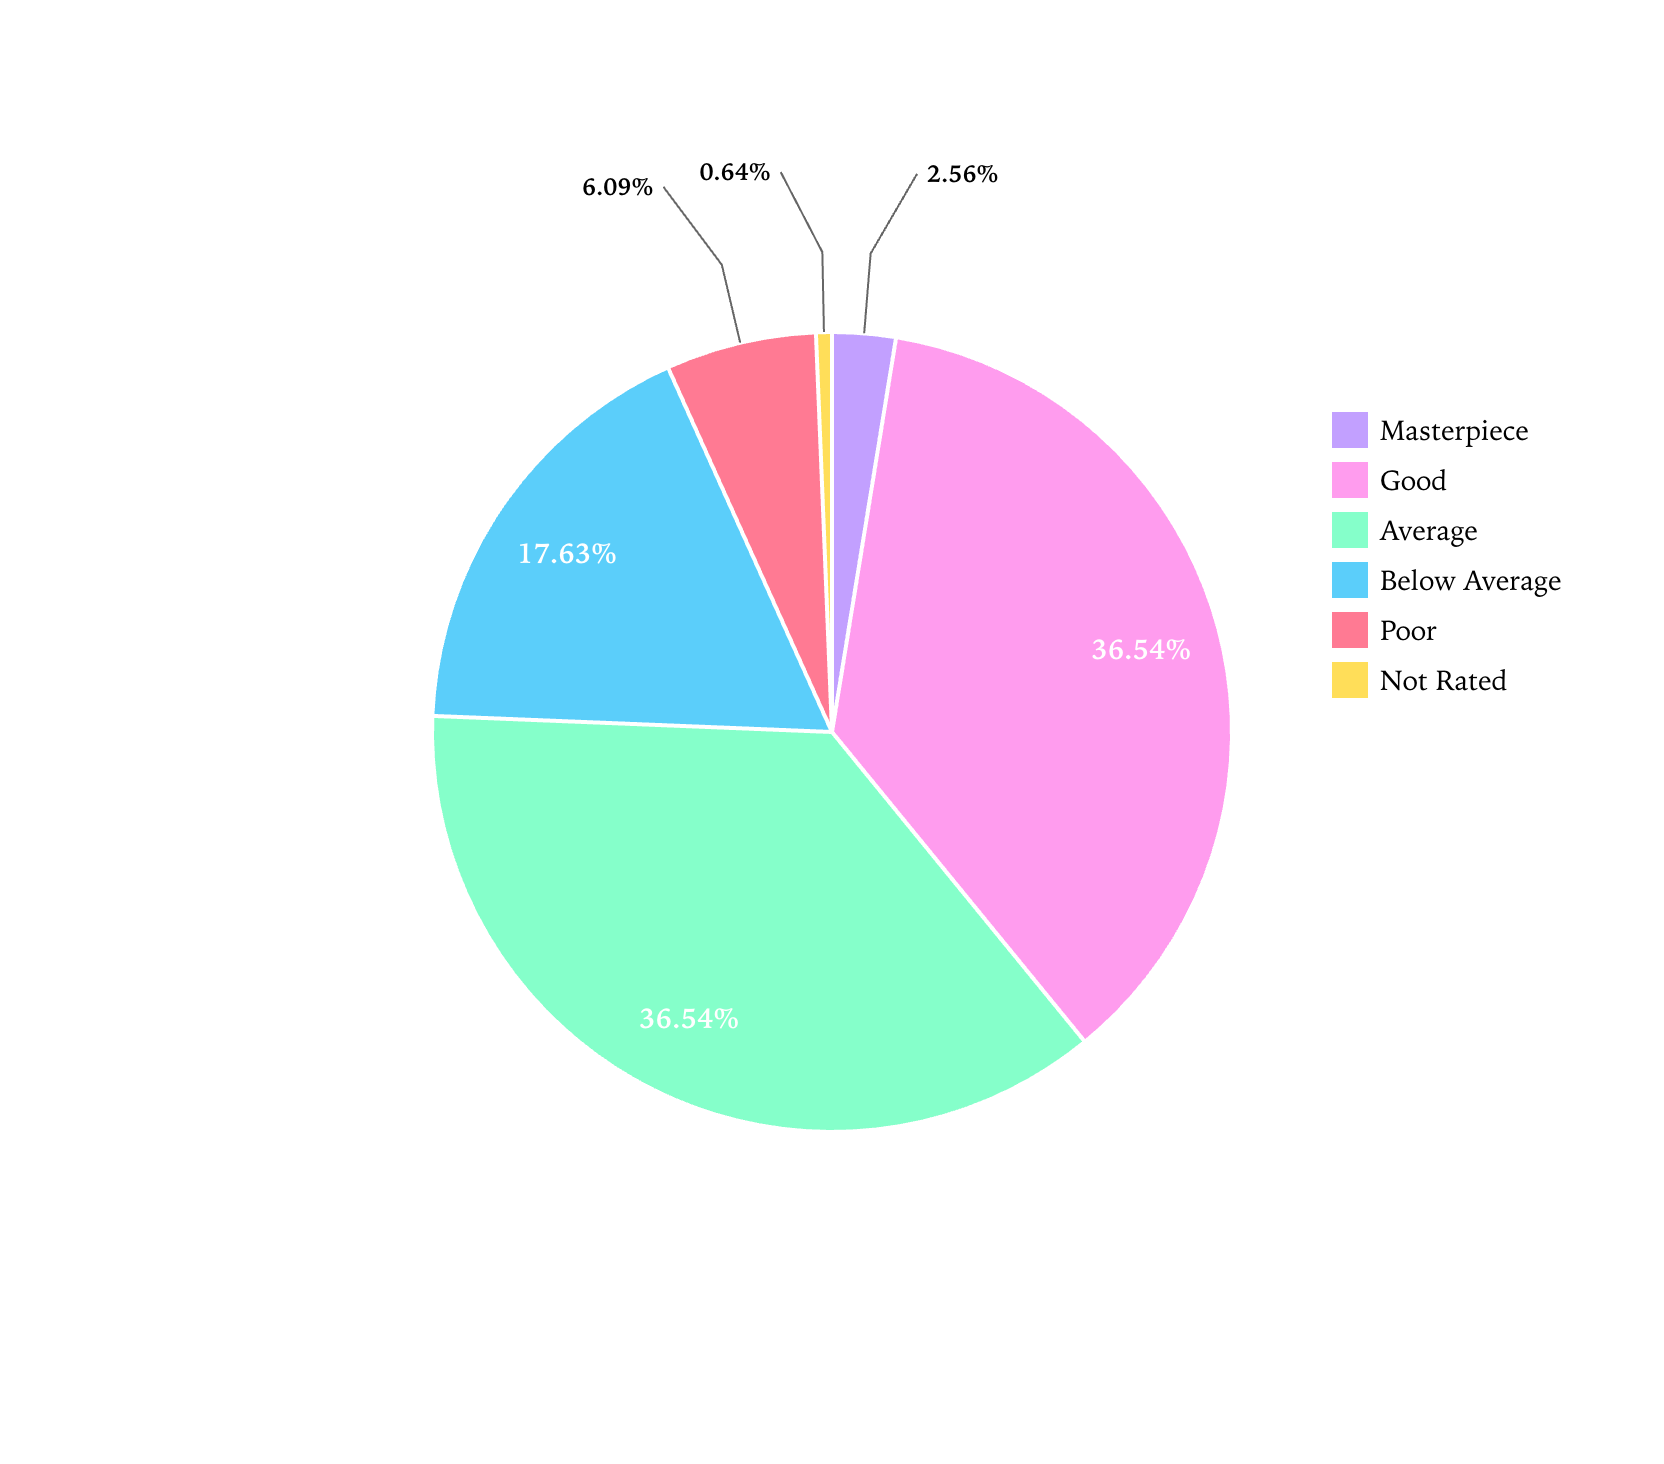 6.09%
0.64%
2.56%
17.63%
36.54%
36.54%
Masterpiece
Good
Average
Below Average
Poor
Not Rated